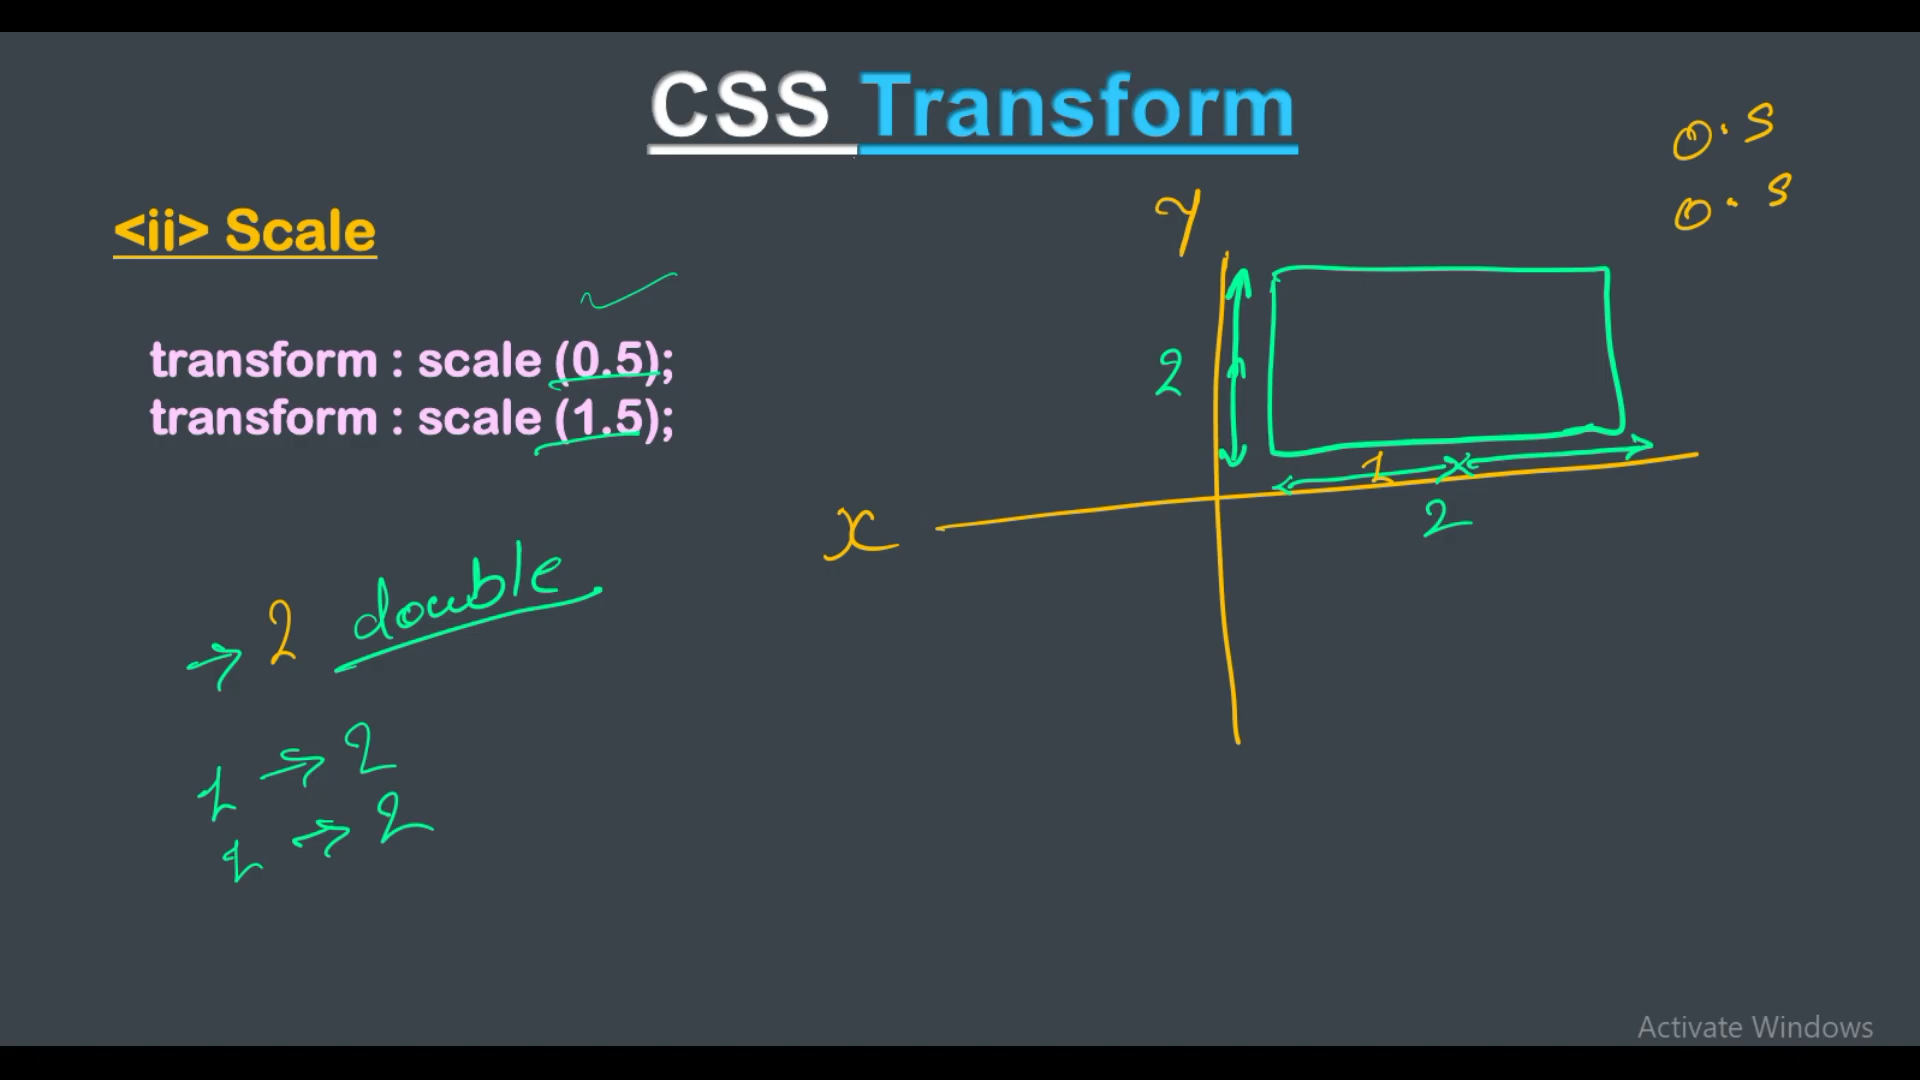 CSS Transform
0.5
0.5
<ii> Scale
Y
transform : scale (0.5);
2
transform : scale (1.5);
1
2
X
→ 2 double
1 → 2
1 → 2
Activate Windows